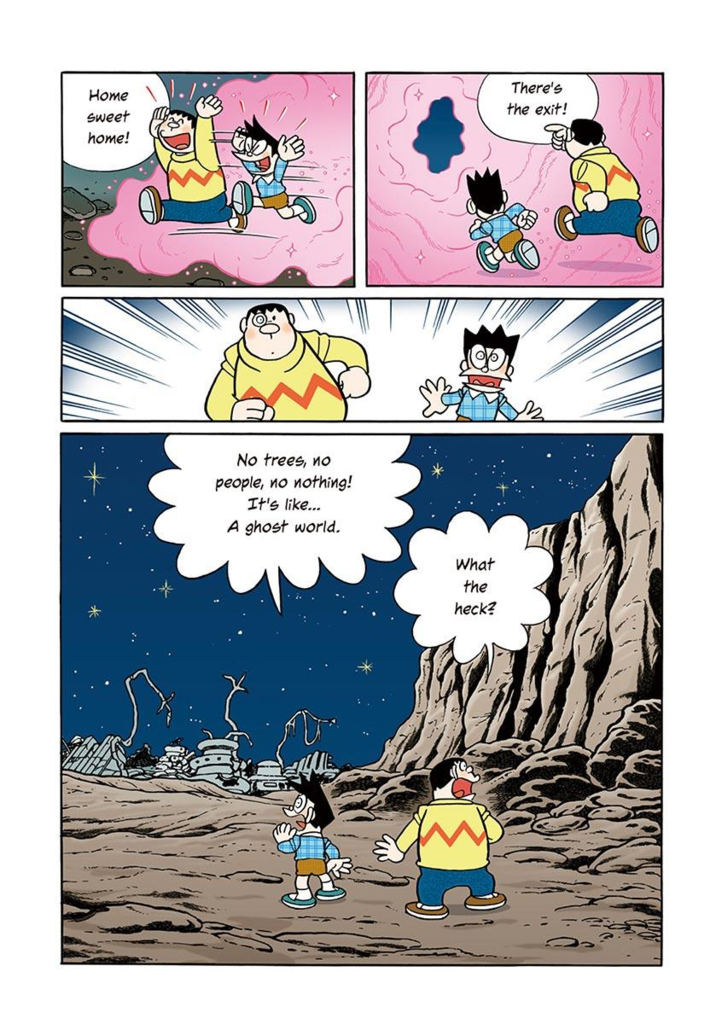 There's
the exit!
Home
sweet
home!
What
the
heck?
No trees, no
people, no nothing!
It's like...
A ghost world.